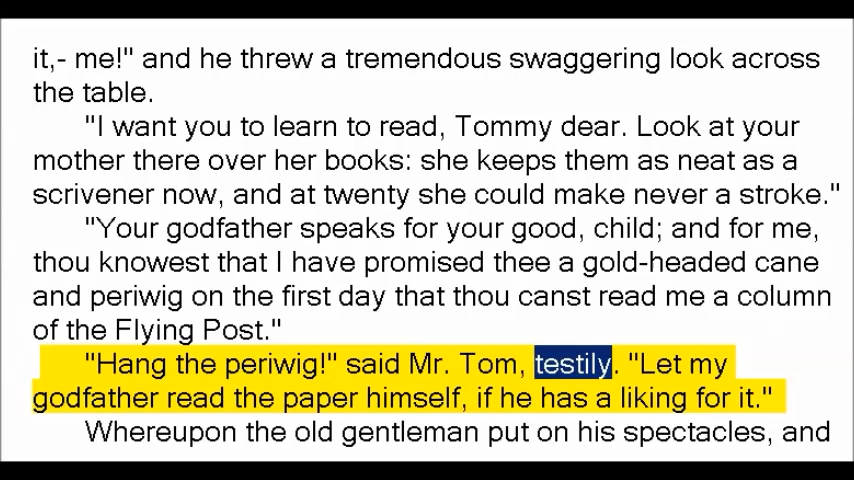 it,- me!" and he threw a tremendous swaggering look across
the table.
"I want you to learn to read, Tommy dear. Look at your
mother there over her books: she keeps them as neat as a
scrivener now, and at twenty she could make never a stroke."
"Your godfather speaks for your good, child; and for me,
thou knowest that I have promised thee a gold-headed cane
and periwig on the first day that thou canst read me a column
of the Flying Post."
"Hang the periwig!" said Mr. Tom, testily. "Let my
godfather read the paper himself, if he has a liking for it."
Whereupon the old gentleman put on his spectacles, and